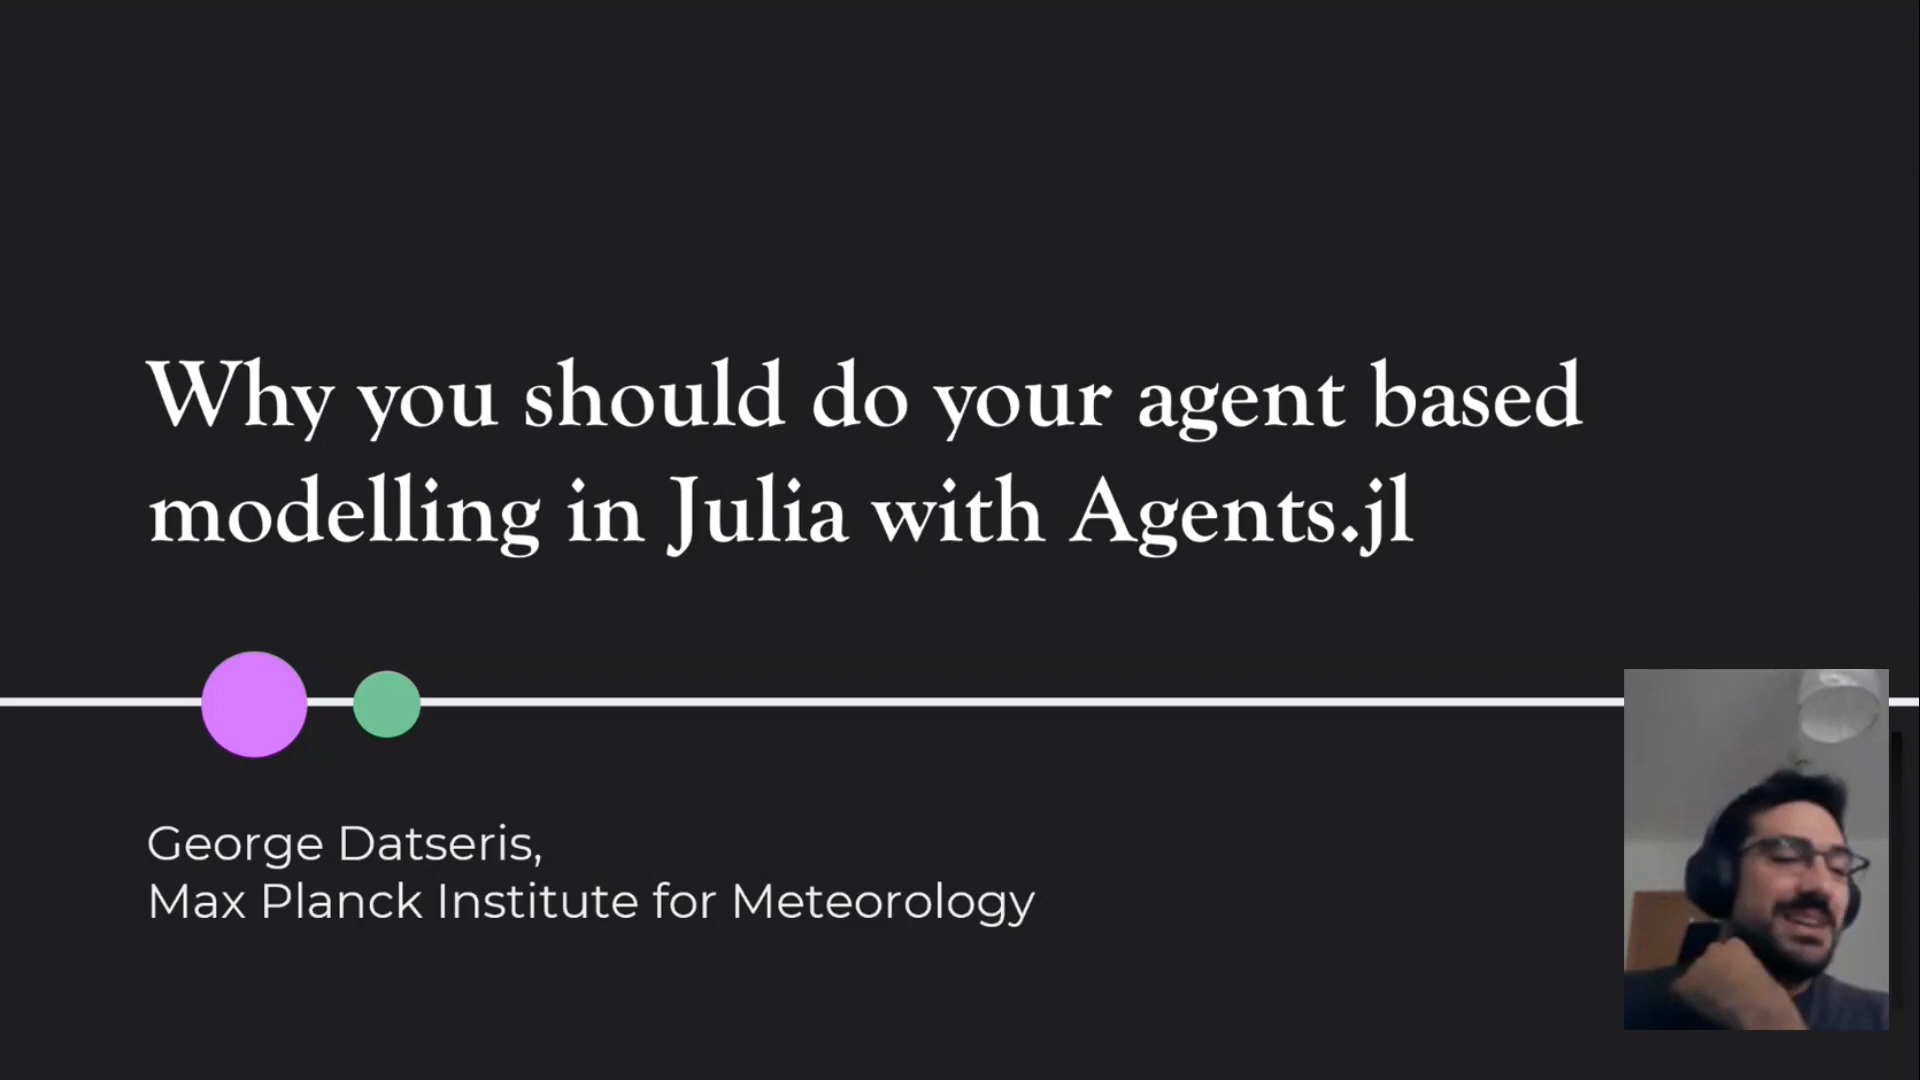 Why you should do your agent based
modelling in Julia with Agents.jl
George Datseris,
Max Planck Institute for Meteorology